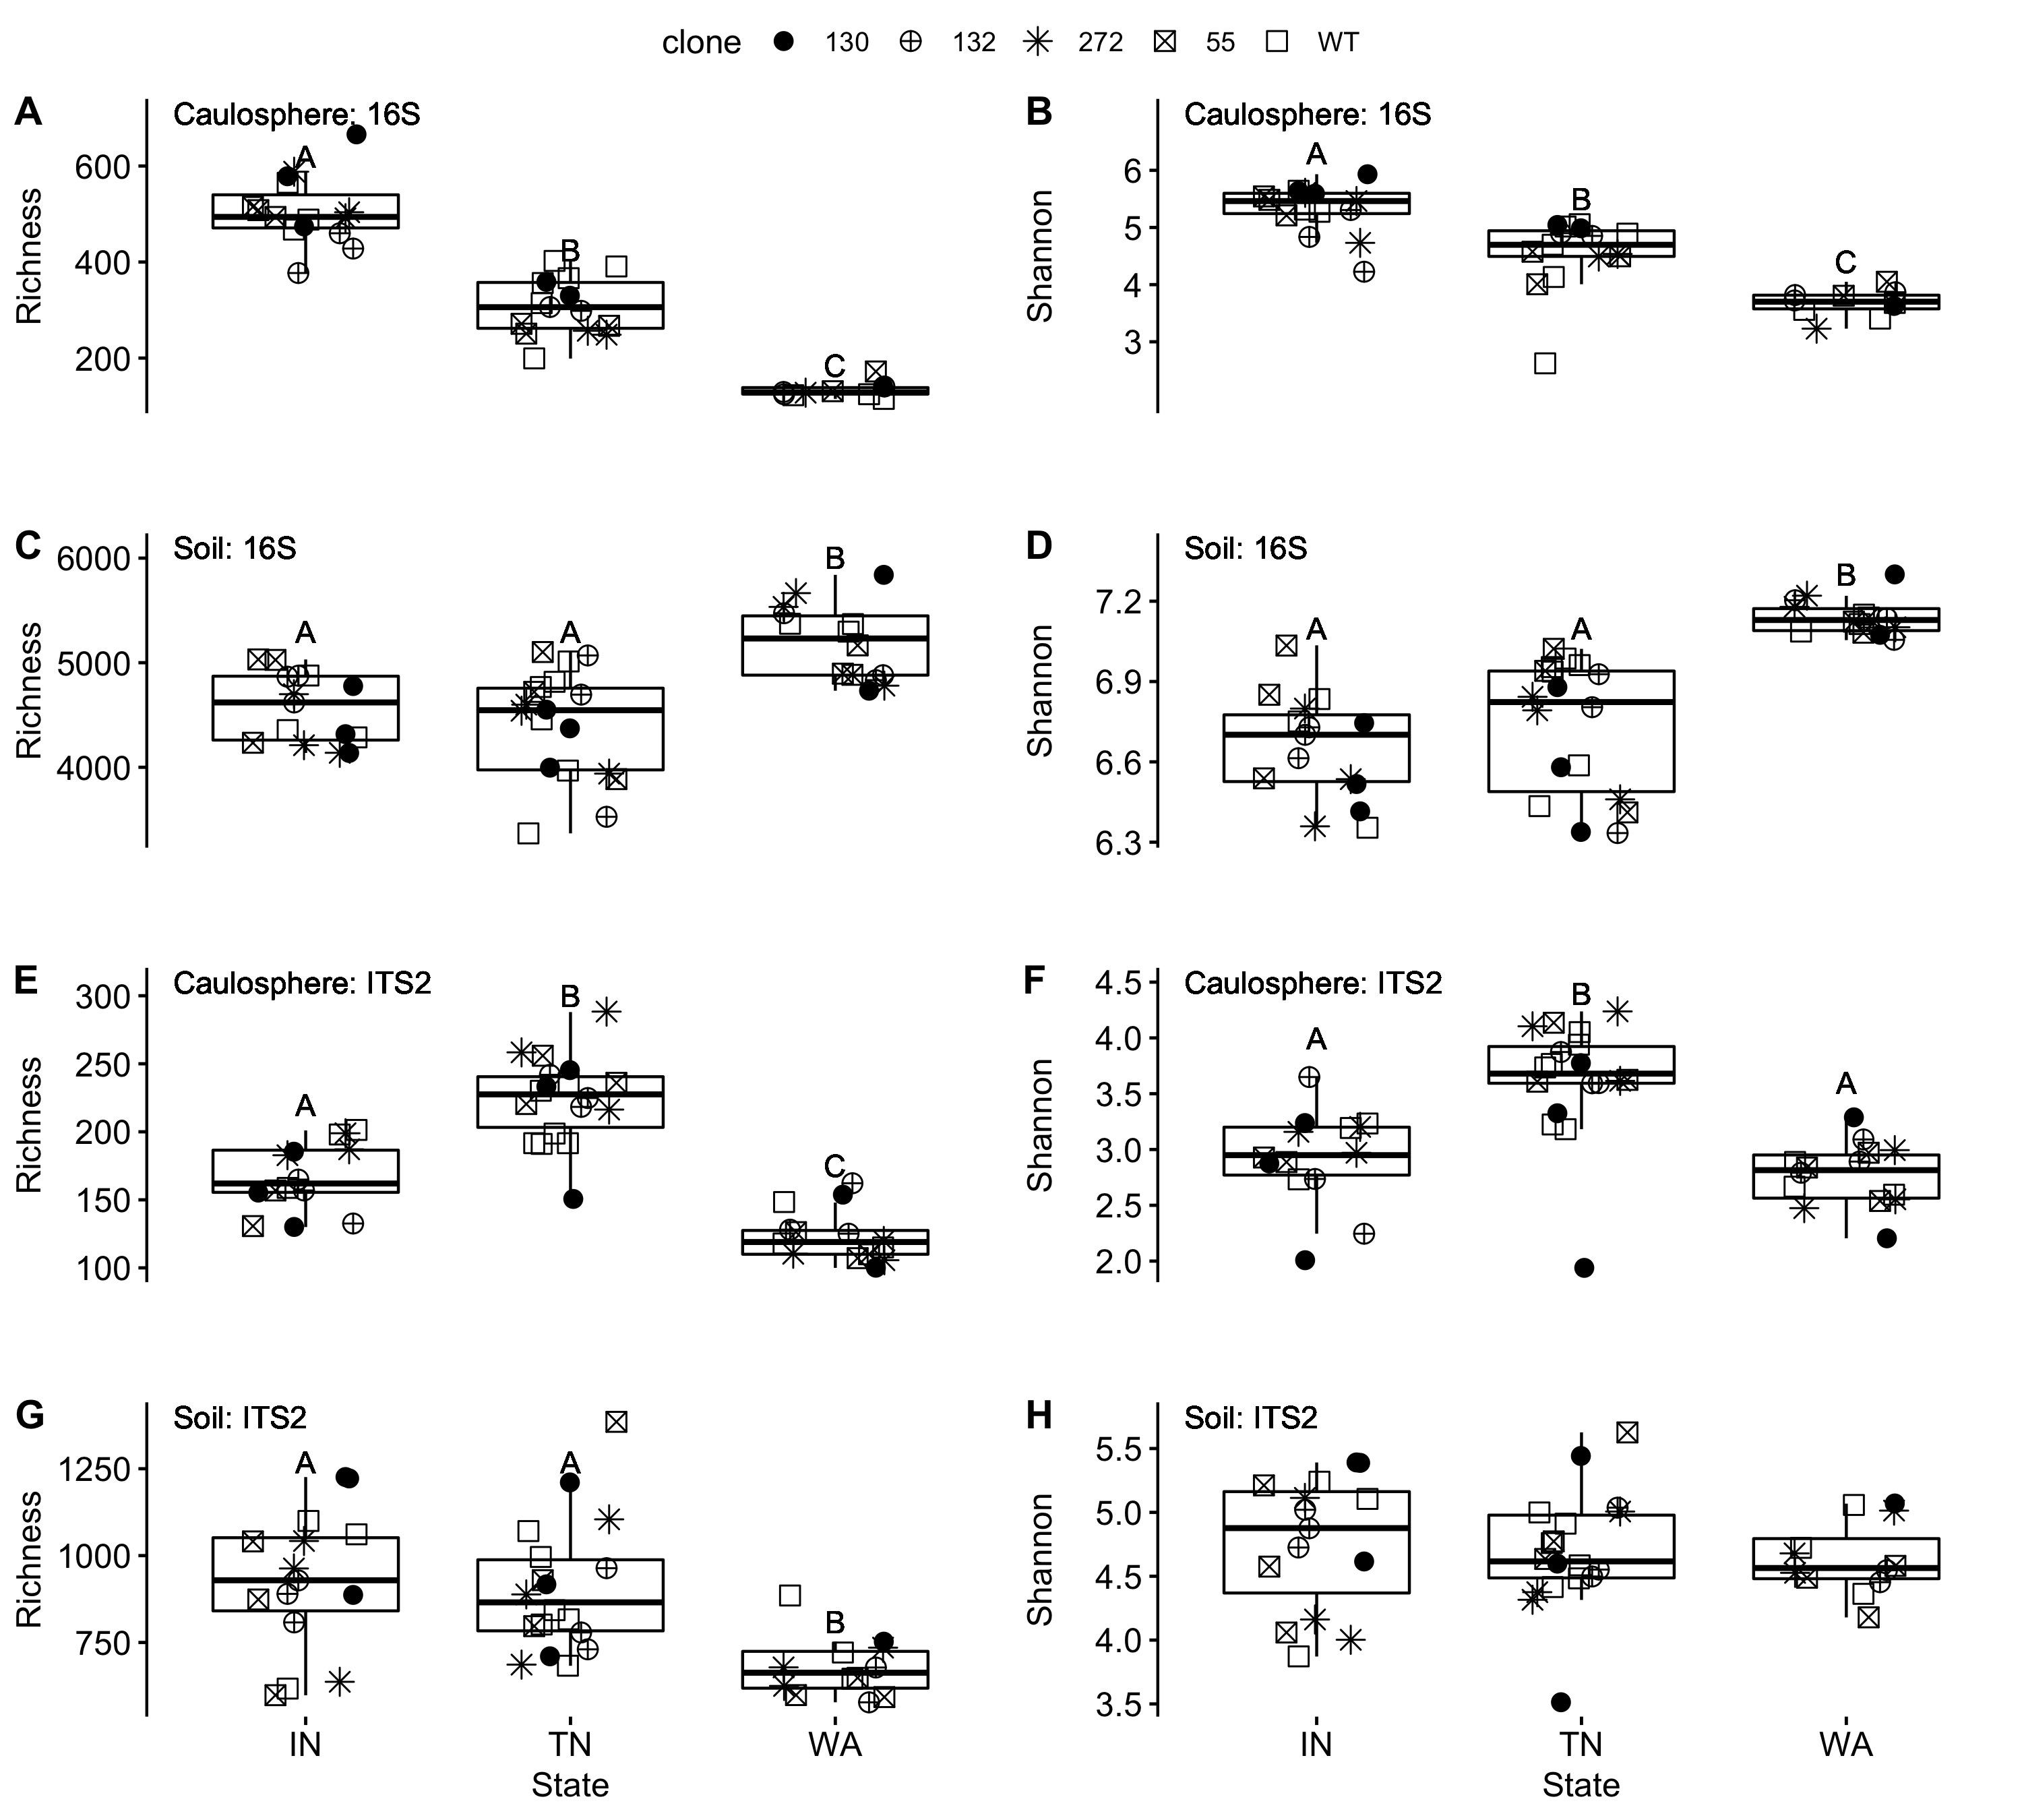 clone 130 132 272 55 WT
A Caulosphere: 16S
Richness
600
400
200
A
B
C
B Caulosphere: 16S
Shannon
6
5
4
3
A
B
C
C Soil: 16S
Richness
6000
5000
4000
A
A
B
D Soil: 16S
Shannon
7.2
6.9
6.6
6.3
A
A
B
E Caulosphere: ITS2
Richness
300
250
200
150
100
A
B
C
F Caulosphere: ITS2
Shannon
4.5
4.0
3.5
3.0
2.5
2.0
A
B
A
G Soil: ITS2
Richness
1250
1000
750
A
A
B
IN TN WA
State
H Soil: ITS2
Shannon
5.5
5.0
4.5
4.0
3.5
IN TN WA
State